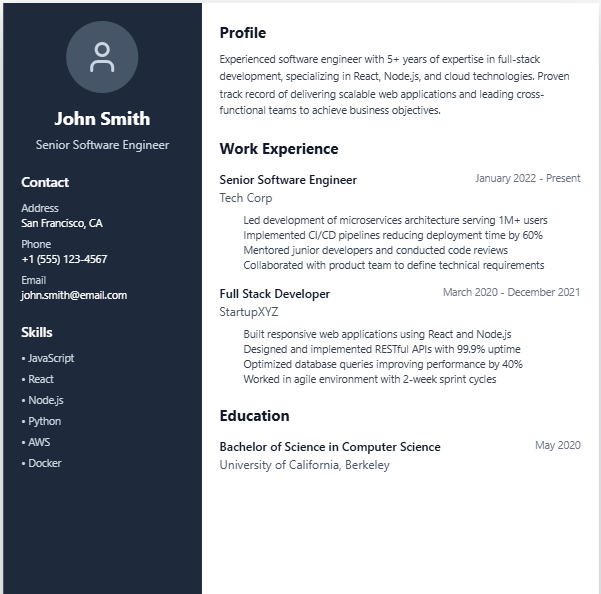 John Smith
Senior Software Engineer
Contact
Address
San Francisco, CA
Phone
+1 (555) 123-4567
Email
john.smith@email.com
Skills
• JavaScript
• React
• Node.js
• Python
• AWS
• Docker
Profile
Experienced software engineer with 5+ years of expertise in full-stack
development, specializing in React, Node.js, and cloud technologies. Proven
track record of delivering scalable web applications and leading cross-
functional teams to achieve business objectives.
Work Experience
Senior Software Engineer January 2022 - Present
Tech Corp
Led development of microservices architecture serving 1M+ users
Implemented CI/CD pipelines reducing deployment time by 60%
Mentored junior developers and conducted code reviews
Collaborated with product team to define technical requirements
Full Stack Developer March 2020 - December 2021
StartupXYZ
Built responsive web applications using React and Node.js
Designed and implemented RESTful APIs with 99.9% uptime
Optimized database queries improving performance by 40%
Worked in agile environment with 2-week sprint cycles
Education
Bachelor of Science in Computer Science May 2020
University of California, Berkeley